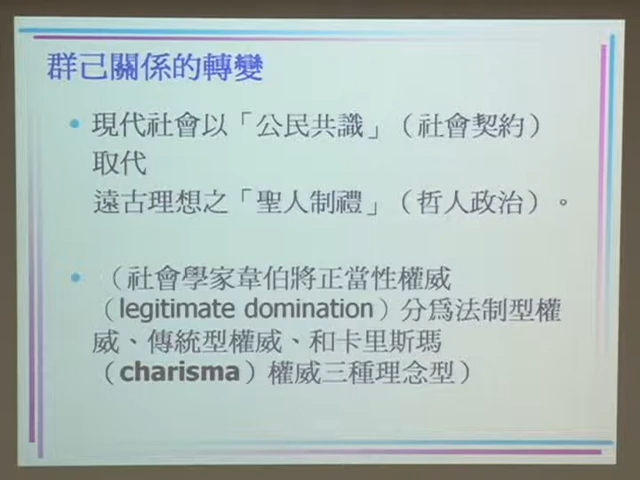 群己關係的轉變
• 現代社會以「公民共識」（社會契約）
取代
遠古理想之「聖人制禮」（哲人政治）。
• （社會學家韋伯將正當性權威
（legitimate domination）分為法制型權
威、傳統型權威、和卡里斯瑪
（charisma）權威三種理念型）